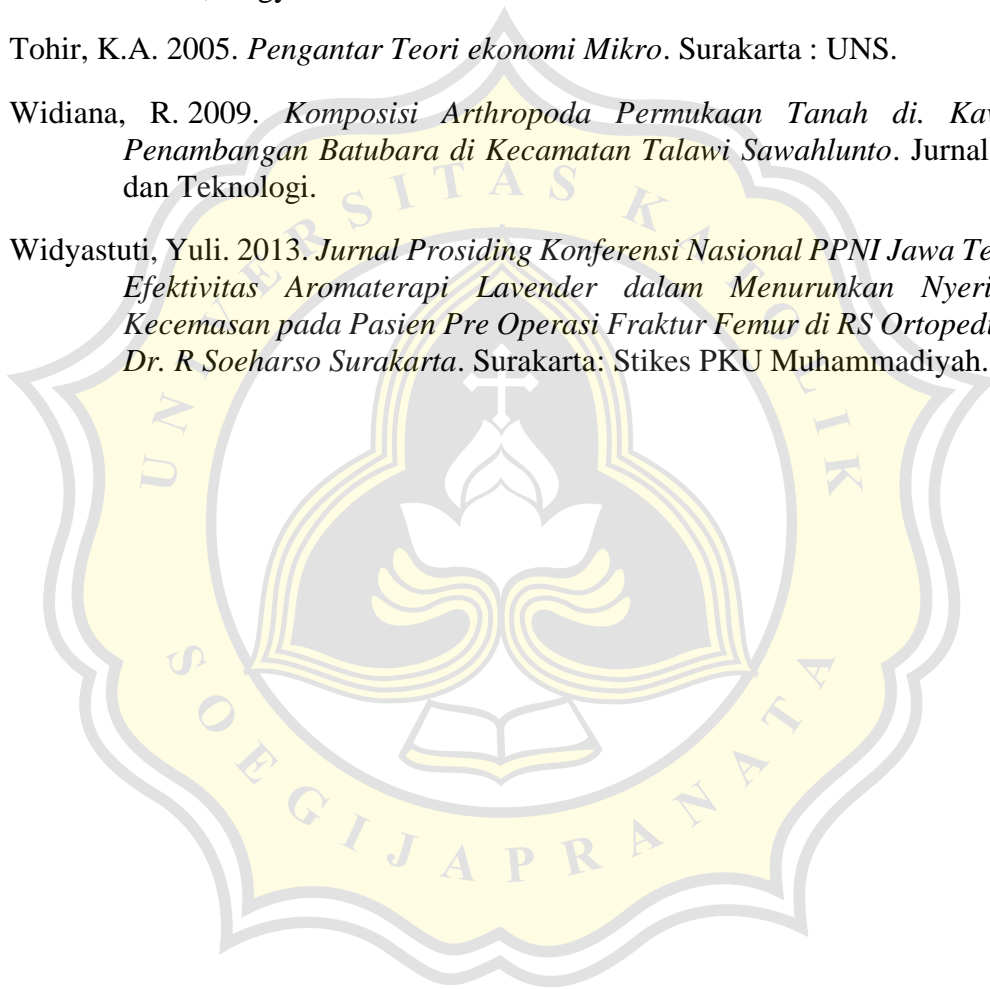 Tohir, K.A. 2005. Pengantar Teori ekonomi Mikro. Surakarta : UNS.
Widiana, R. 2009. Komposisi Arthropoda Permukaan Tanah di. Kav
Penambangan Batubara di Kecamatan Talawi Sawahlunto. Jurnal
dan Teknologi.
Widyastuti, Yuli. 2013. Jurnal Prosiding Konferensi Nasional PPNI Jawa Te
Efektivitas Aromaterapi Lavender dalam Menurunkan Nyeri
Kecemasan pada Pasien Pre Operasi Fraktur Femur di RS Ortopedi
Dr. R Soeharso Surakarta. Surakarta: Stikes PKU Muhammadiyah.
UNIVERSITAS KATOLIK
SOEGIJAPRANATA